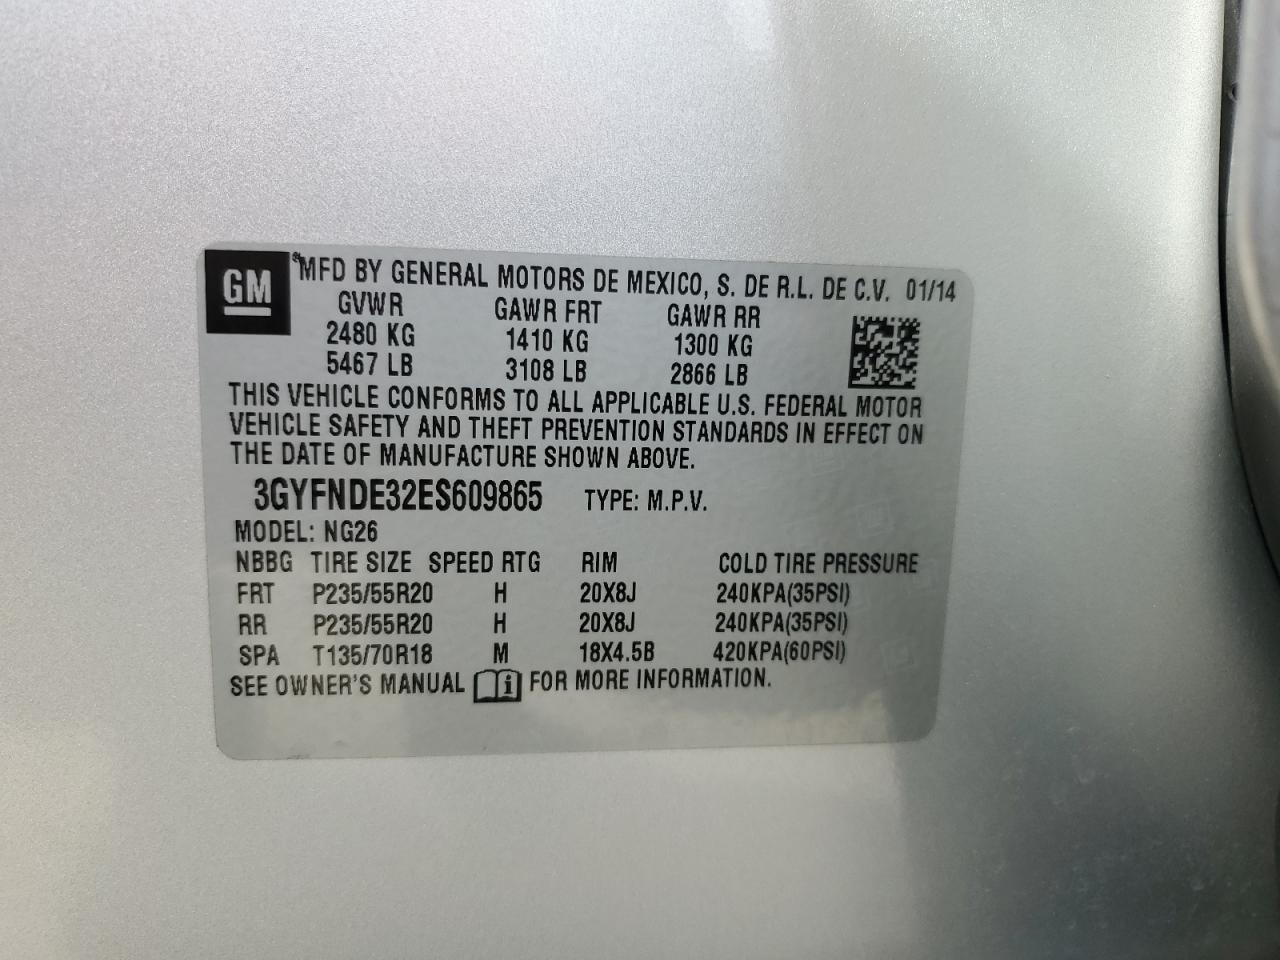 GM
MFD BY GENERAL MOTORS DE MEXICO, S. DE R.L. DE C.V. 01/14
GVWR GAWR FRT GAWR RR
2480 KG 1410 KG 1300 KG
5467 LB 3108 LB 2866 LB
THIS VEHICLE CONFORMS TO ALL APPLICABLE U.S. FEDERAL MOTOR
VEHICLE SAFETY AND THEFT PREVENTION STANDARDS IN EFFECT ON
THE DATE OF MANUFACTURE SHOWN ABOVE.
3GYFNDE32ES609865 TYPE: M.P.V.
MODEL: NG26
NBBG TIRE SIZE SPEED RTG RIM COLD TIRE PRESSURE
FRT P235/55R20 H 20X8J 240KPA(35PSI)
RR P235/55R20 H 20X8J 240KPA(35PSI)
SPA T135/70R18 M 18X4.5B 420KPA(60PSI)
SEE OWNER'S MANUAL i FOR MORE INFORMATION.